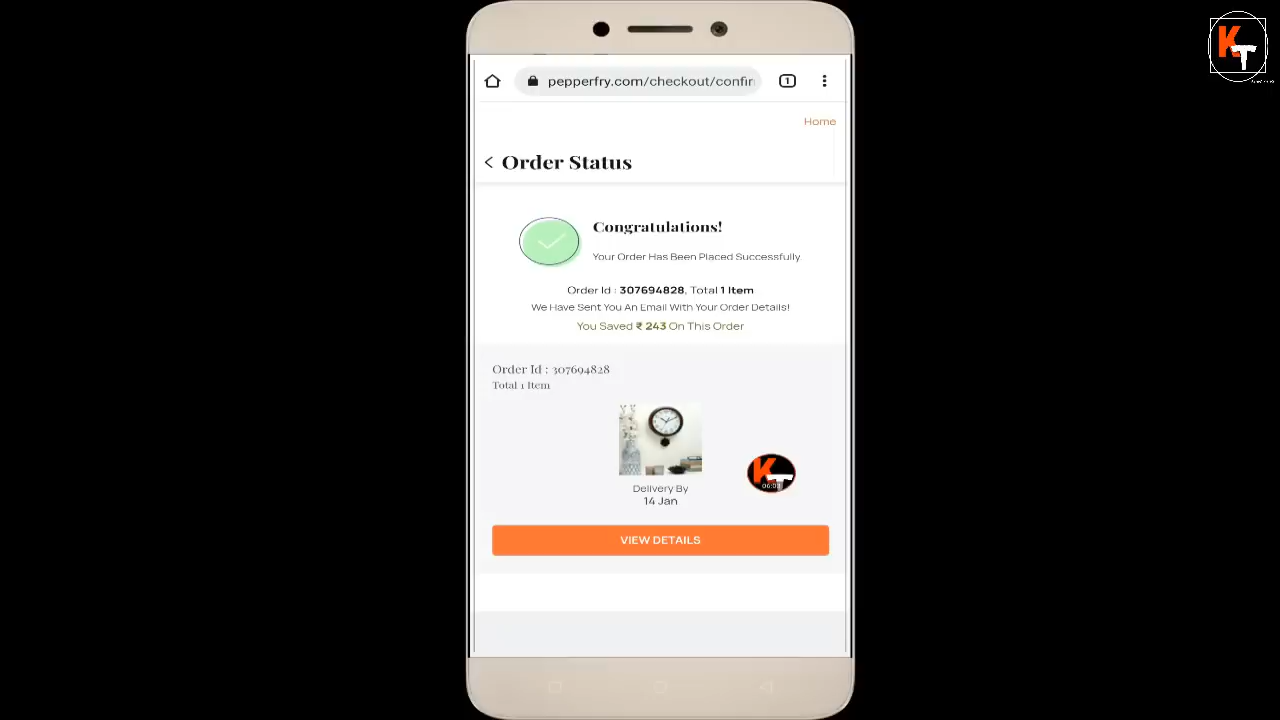 KT
1
pepperfry.com/checkout/confir
Home
Order Status
Congratulations!
Your Order Has Been Placed Successfully.
Order Id : 307694828, Total 1 Item
We Have Sent You An Email With Your Order Details!
You Saved ₹ 243 On This Order
Order Id : 307694828
Total 1 Item
KT
Delivery By
14 Jan
VIEW DETAILS